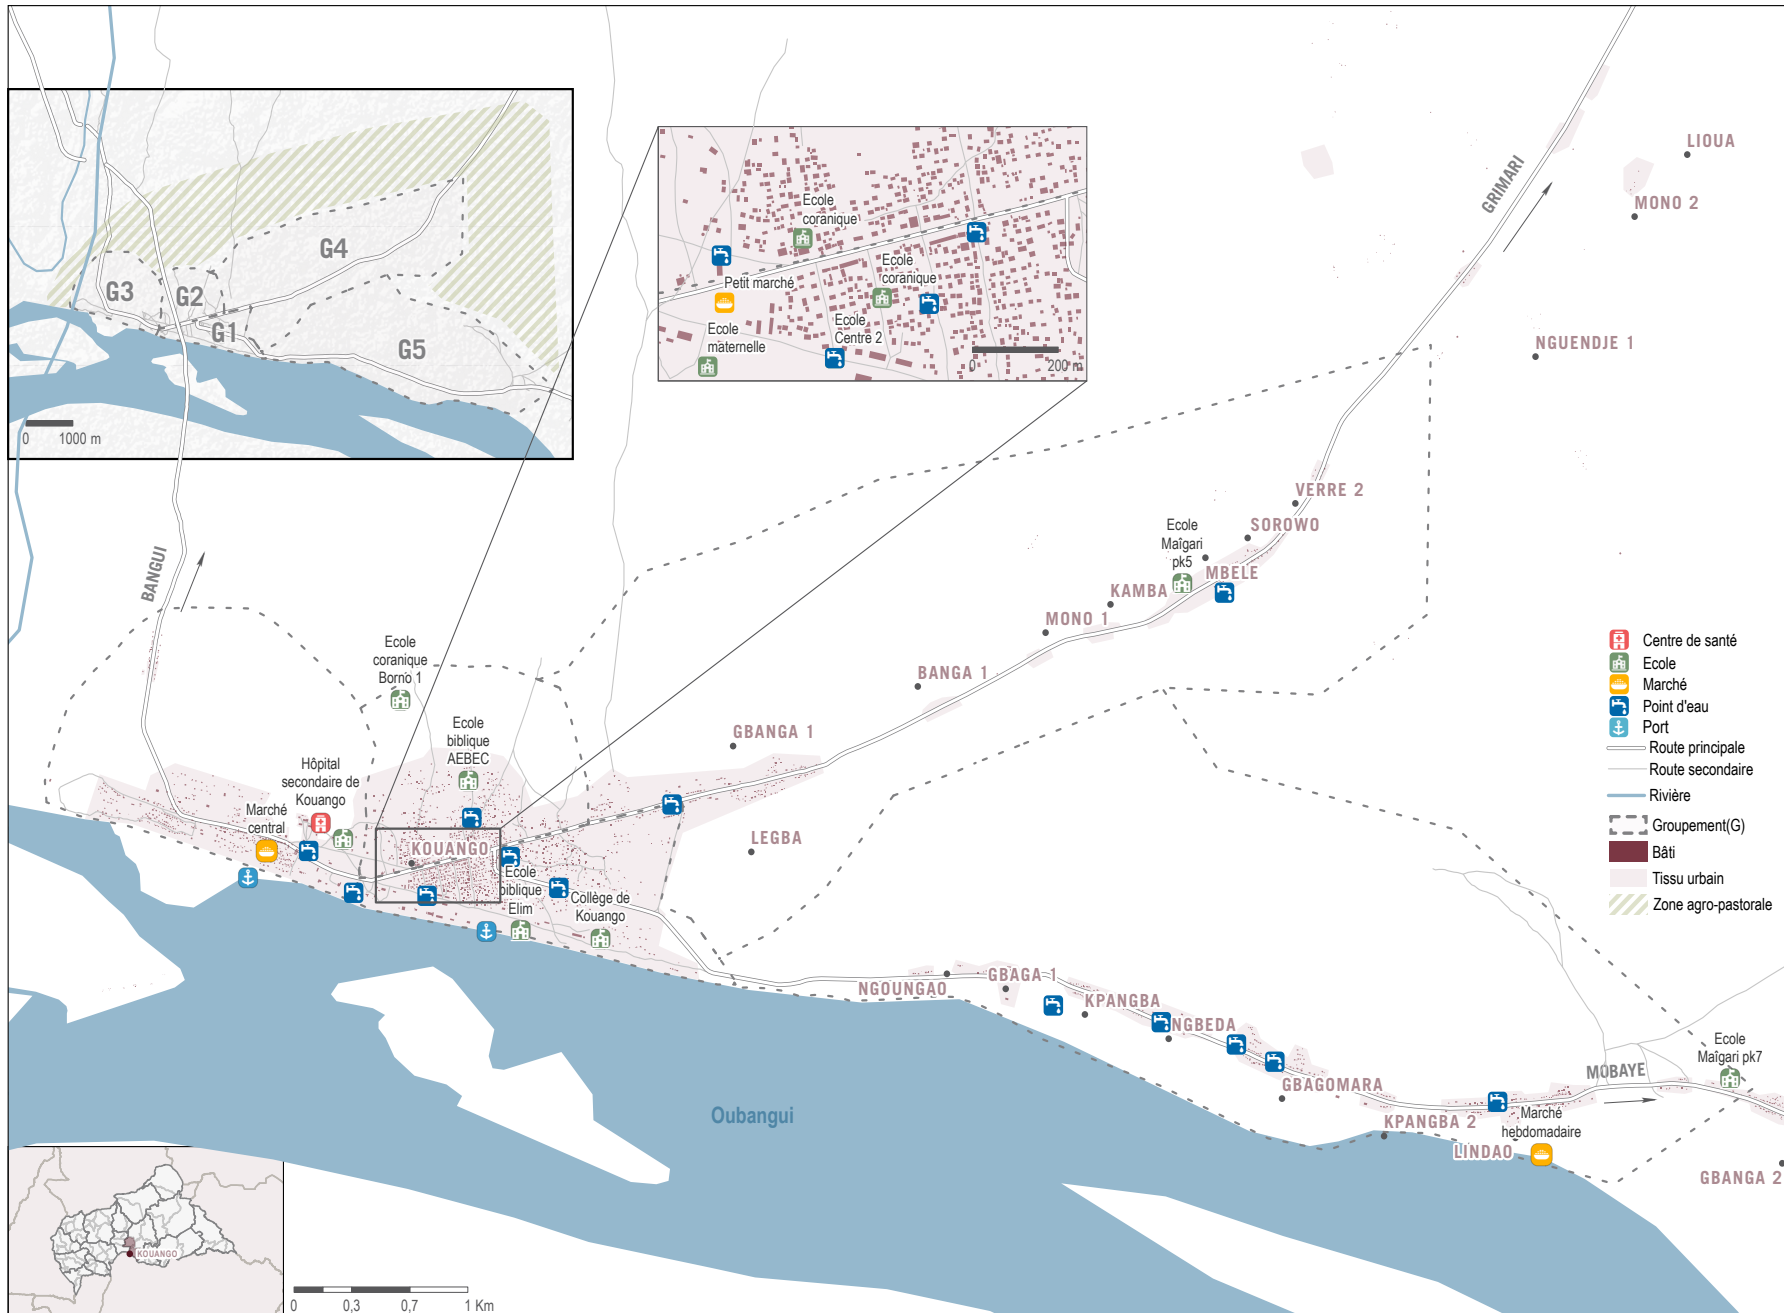 G3
G2
G4
G1
G5
0
1000 m
Ecole
coranique
Petit marché
Ecole
coranique
Ecole
maternelle
Ecole
Centre 2
0
200 m
GRIMARI
LIOUA
MONO 2
NGUENDJE 1
VERRE 2
SOROWO
Ecole
Maîgari
pk5
MBELE
KAMBA
MONO 1
BANGA 1
GBANGA 1
BANGUI
Ecole
coranique
Borno 1
Ecole
biblique
AEBEC
Hôpital
secondaire de
Kouango
Marché
central
KOUANGO
LEGBA
Ecole
biblique
Elim
Collège de
Kouango
Centre de santé
Ecole
Marché
Point d'eau
Port
Route principale
Route secondaire
Rivière
Groupement(G)
Bâti
Tissu urbain
Zone agro-pastorale
NGOUNGAO
GBAGA 1
KPANGBA
NGBEDA
GBAGOMARA
KPANGBA 2
LINDAO
Marché
hebdomadaire
MOBAYE
Ecole
Maîgari pk7
GBANGA 2
Oubangui
KOUANGO
0
0,3
0,7
1 Km